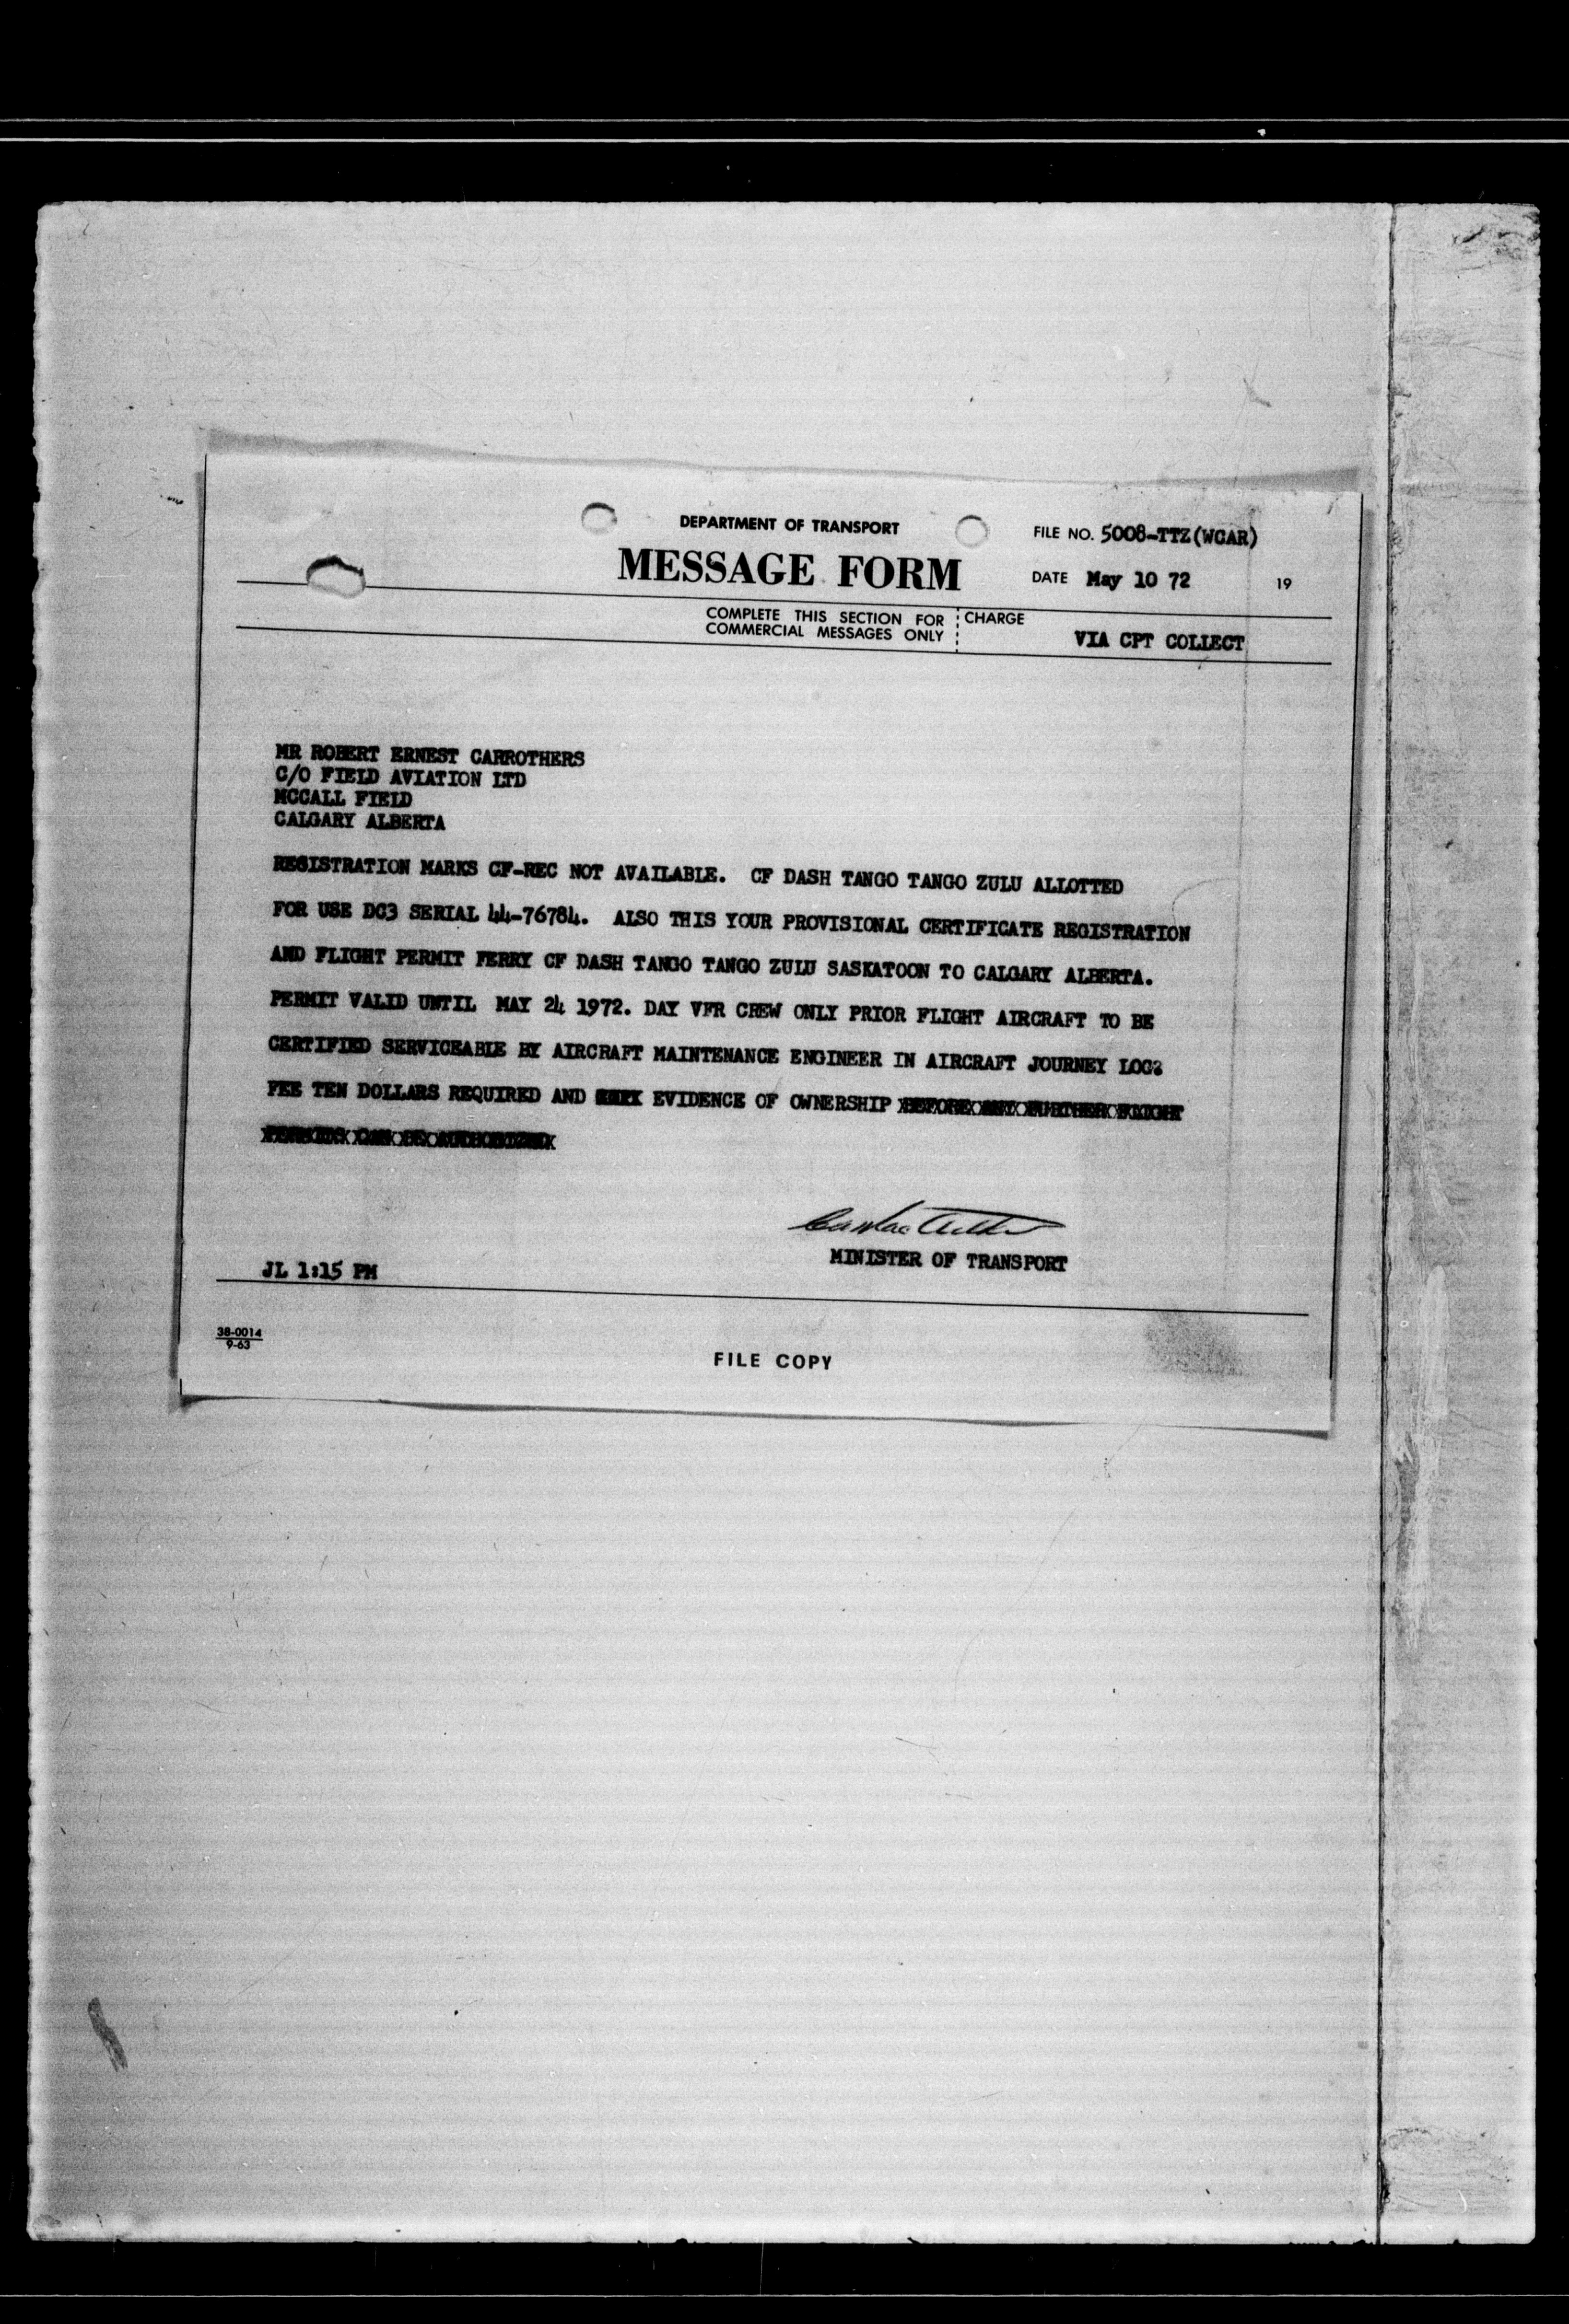 DEPARTMENT OF TRANSPORT
MESSAGE FORM
FILE NO. 5008-TTZ(WCAR)
DATE May 10 72 19
COMPLETE THIS SECTION FOR
COMMERCIAL MESSAGES ONLY
CHARGE
VIA CPT COLLECT
MR ROBERT ERNEST CARROTHERS
C/O FIELD AVIATION LTD
MCCALL FIELD
CALGARY ALBERTA
REGISTRATION MARKS CF-REC NOT AVAILABLE. CF DASH TANGO TANGO ZULU ALLOTTED
FOR USE DC3 SERIAL 44-76784. ALSO THIS YOUR PROVISIONAL CERTIFICATE REGISTRATION
AND FLIGHT PERMIT FERRY CF DASH TANGO TANGO ZULU SASKATOON TO CALGARY ALBERTA.
PERMIT VALID UNTIL MAY 24 1972. DAY VFR CREW ONLY PRIOR FLIGHT AIRCRAFT TO BE
CERTIFIED SERVICEABLE BY AIRCRAFT MAINTENANCE ENGINEER IN AIRCRAFT JOURNEY LOG?
FEE TEN DOLLARS REQUIRED AND EVIDENCE OF OWNERSHIP BEFORE ANY FURTHER FLIGHT
MINISTER OF TRANSPORT
JL 1:15 PM
38-0014
9-63
FILE COPY